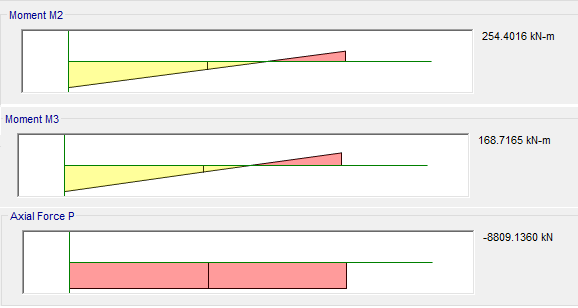 Moment M2
254.4016 kN-m
Moment M3
168.7165 kN-m
Axial Force P
-8809.1360 kN